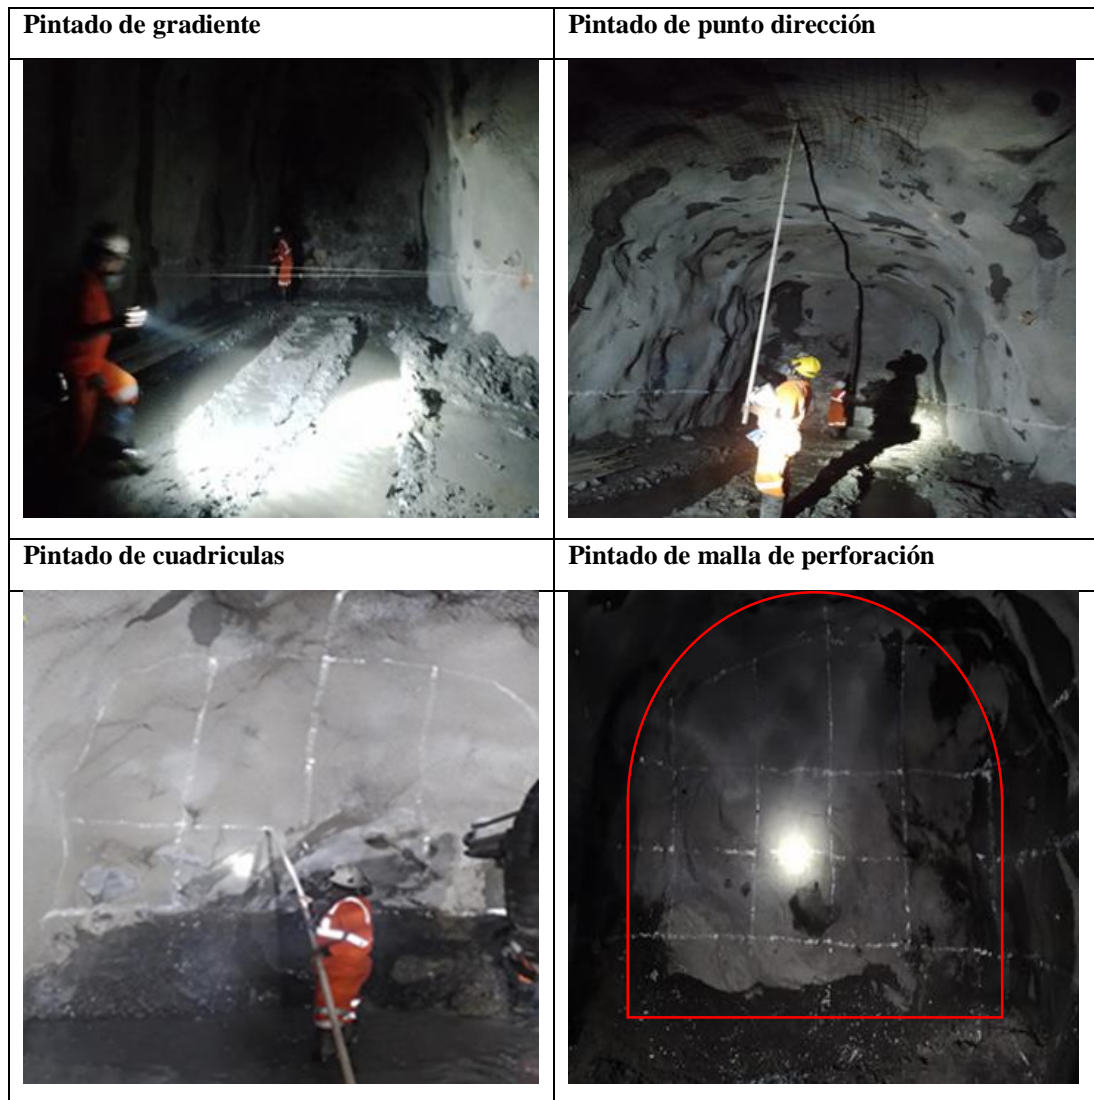 Pintado de gradiente
Pintado de punto dirección
Pintado de cuadriculas
Pintado de malla de perforación